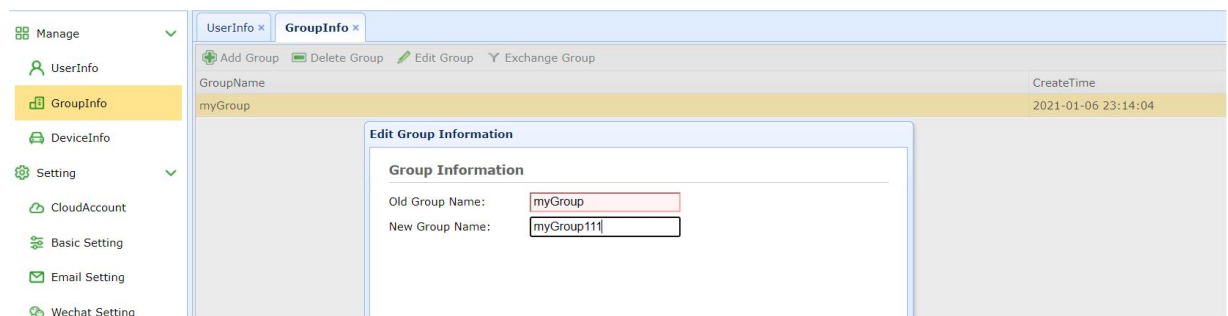 Manage
UserInfo
GroupInfo
DeviceInfo
Setting
CloudAccount
Basic Setting
Email Setting
Wechat Setting
UserInfo × GroupInfo ×
Add Group Delete Group Edit Group Exchange Group
GroupName CreateTime
myGroup 2021-01-06 23:14:04
Edit Group Information
Group Information
Old Group Name: myGroup
New Group Name: myGroup111